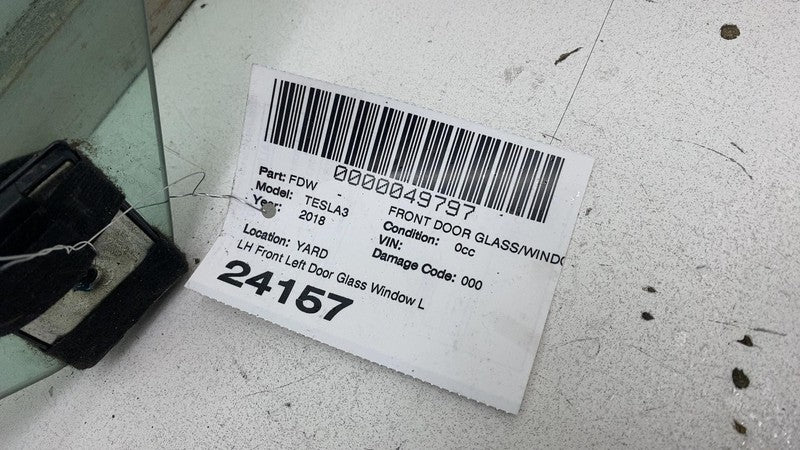 0000049797
Part: FDW - FRONT DOOR GLASS/WINDO
Model: TESLA3 Condition: 0cc
Year: 2018 VIN:
Damage Code: 000
Location: YARD
LH Front Left Door Glass Window L
24157